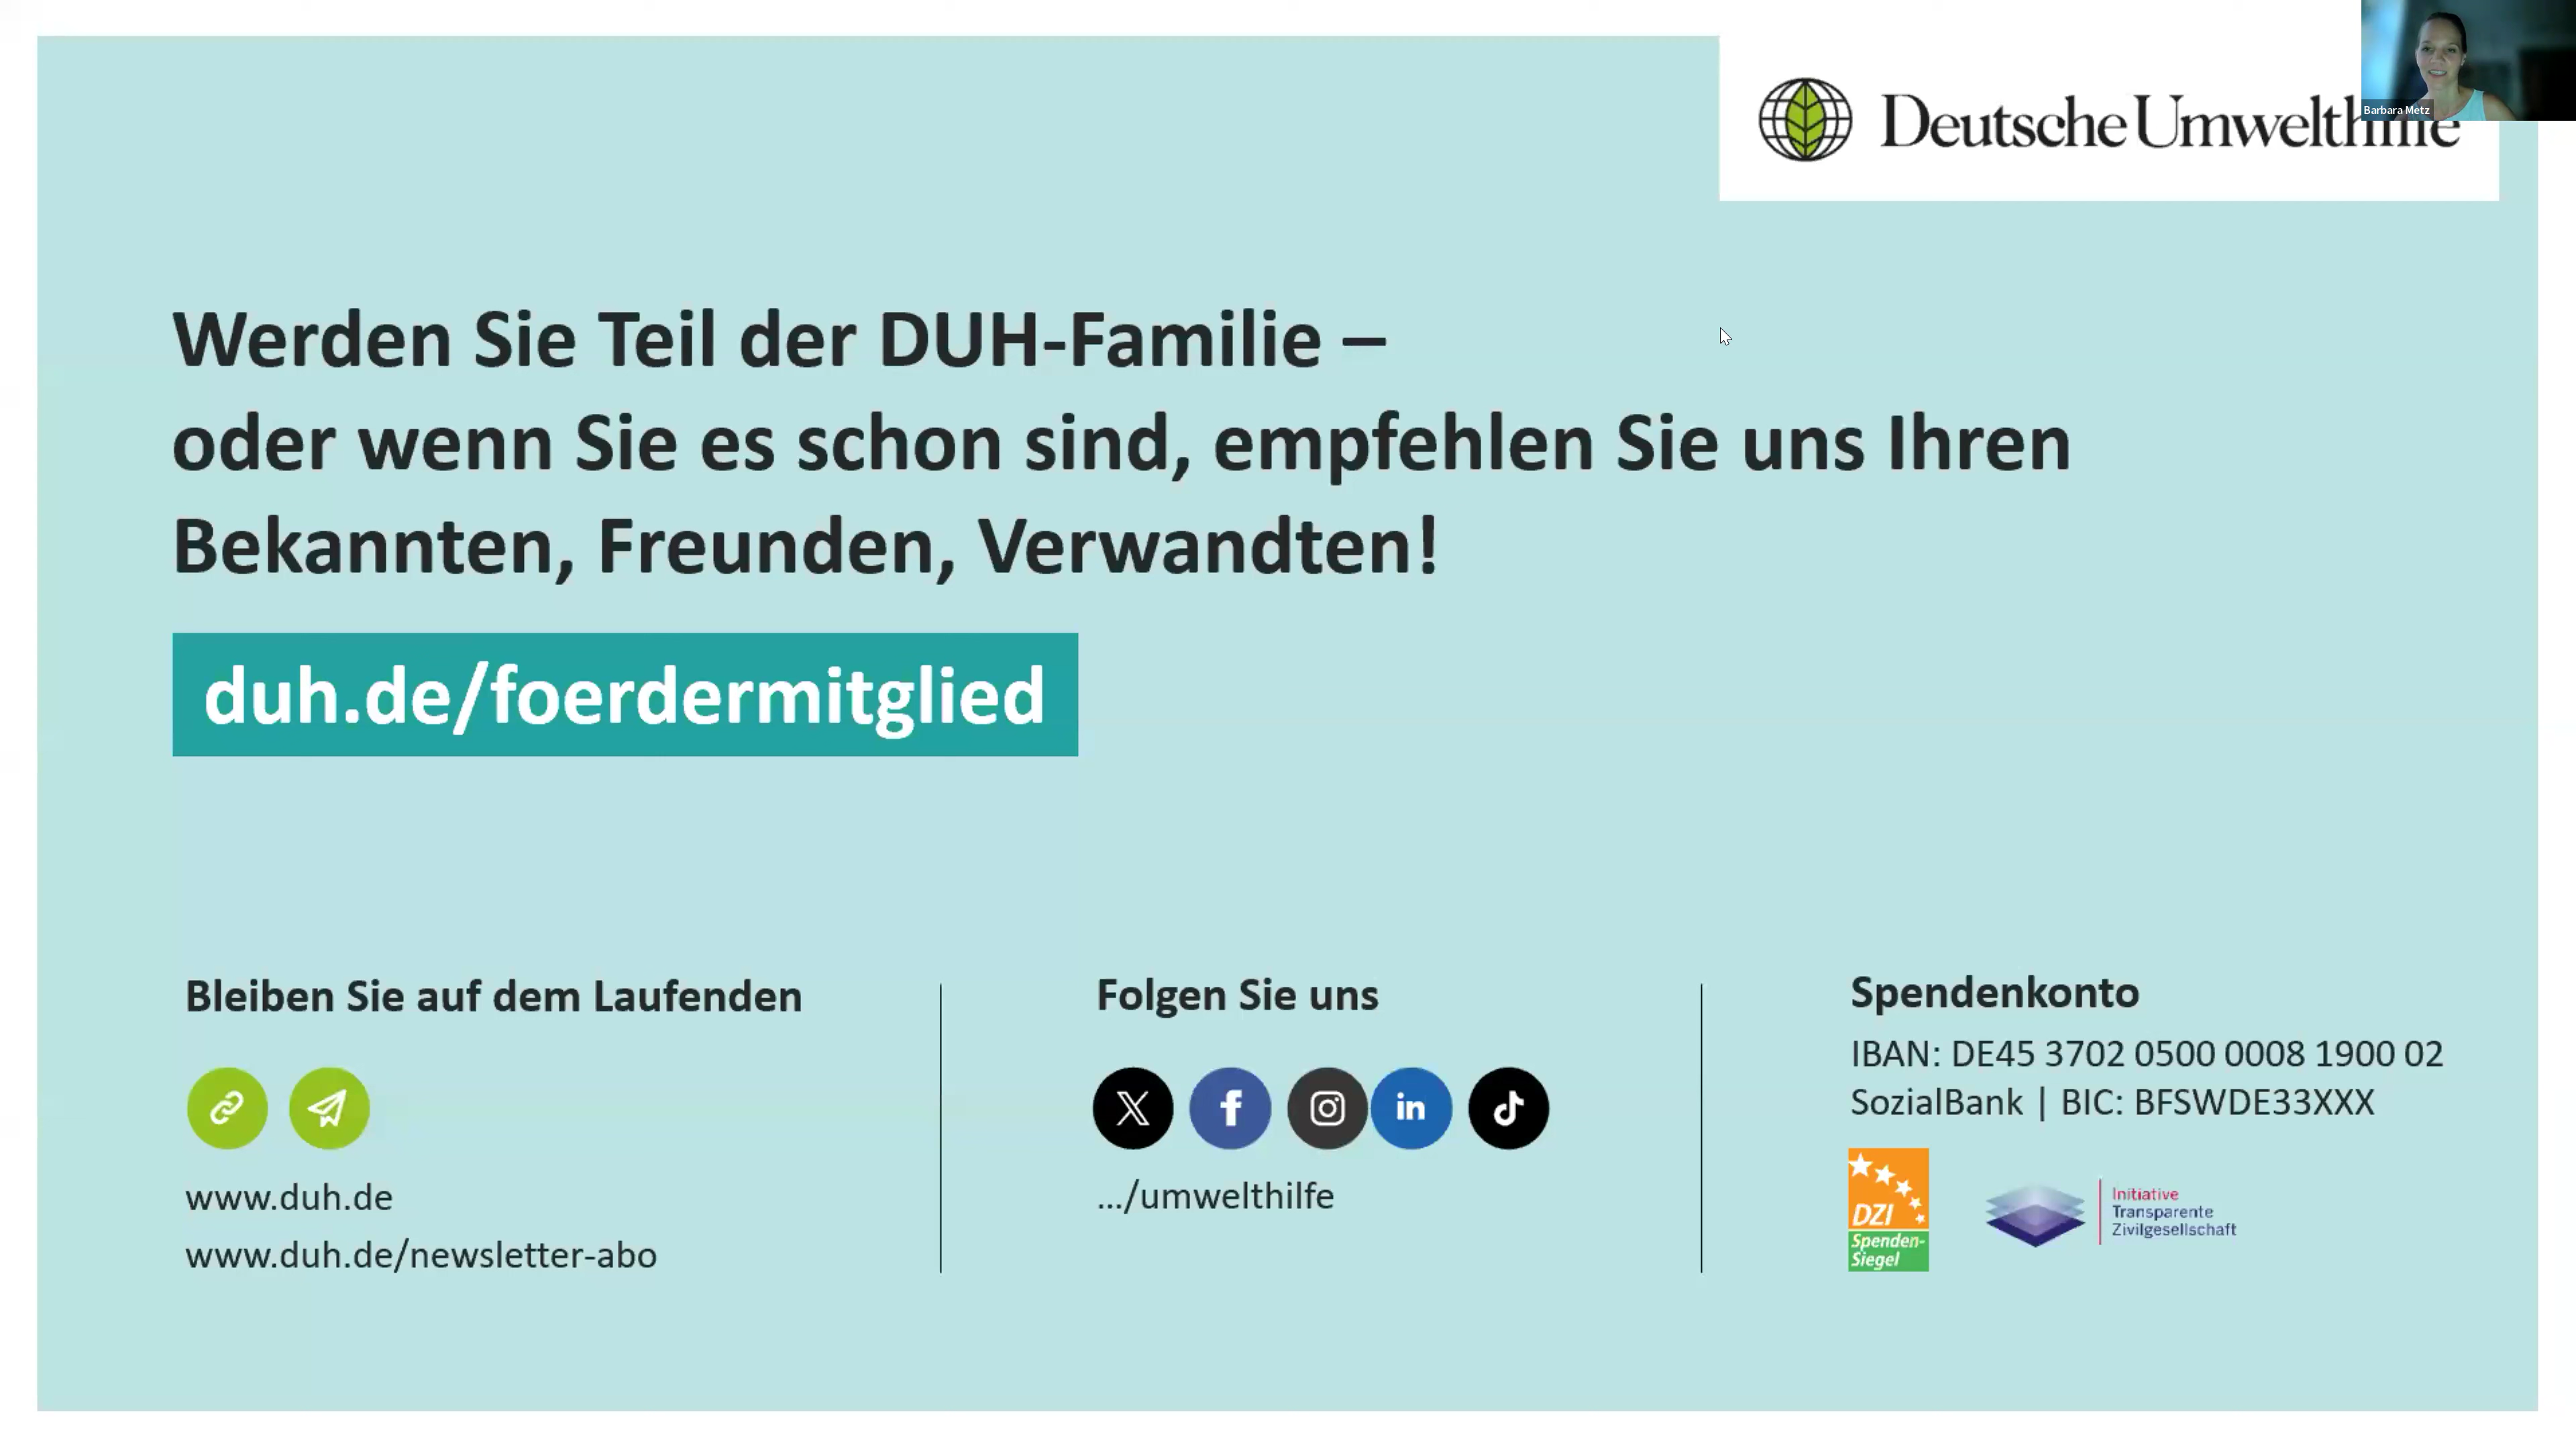 Deutsche Umwelthilfe
Barbara Metz
Werden Sie Teil der DUH-Familie –
oder wenn Sie es schon sind, empfehlen Sie uns Ihren
Bekannten, Freunden, Verwandten!
duh.de/foerdermitglied
Bleiben Sie auf dem Laufenden
www.duh.de
www.duh.de/newsletter-abo
Folgen Sie uns
.../umwelthilfe
Spendenkonto
IBAN: DE45 3702 0500 0008 1900 02
SozialBank | BIC: BFSWDE33XXX
DZI
Spenden-
Siegel
Initiative
Transparente
Zivilgesellschaft